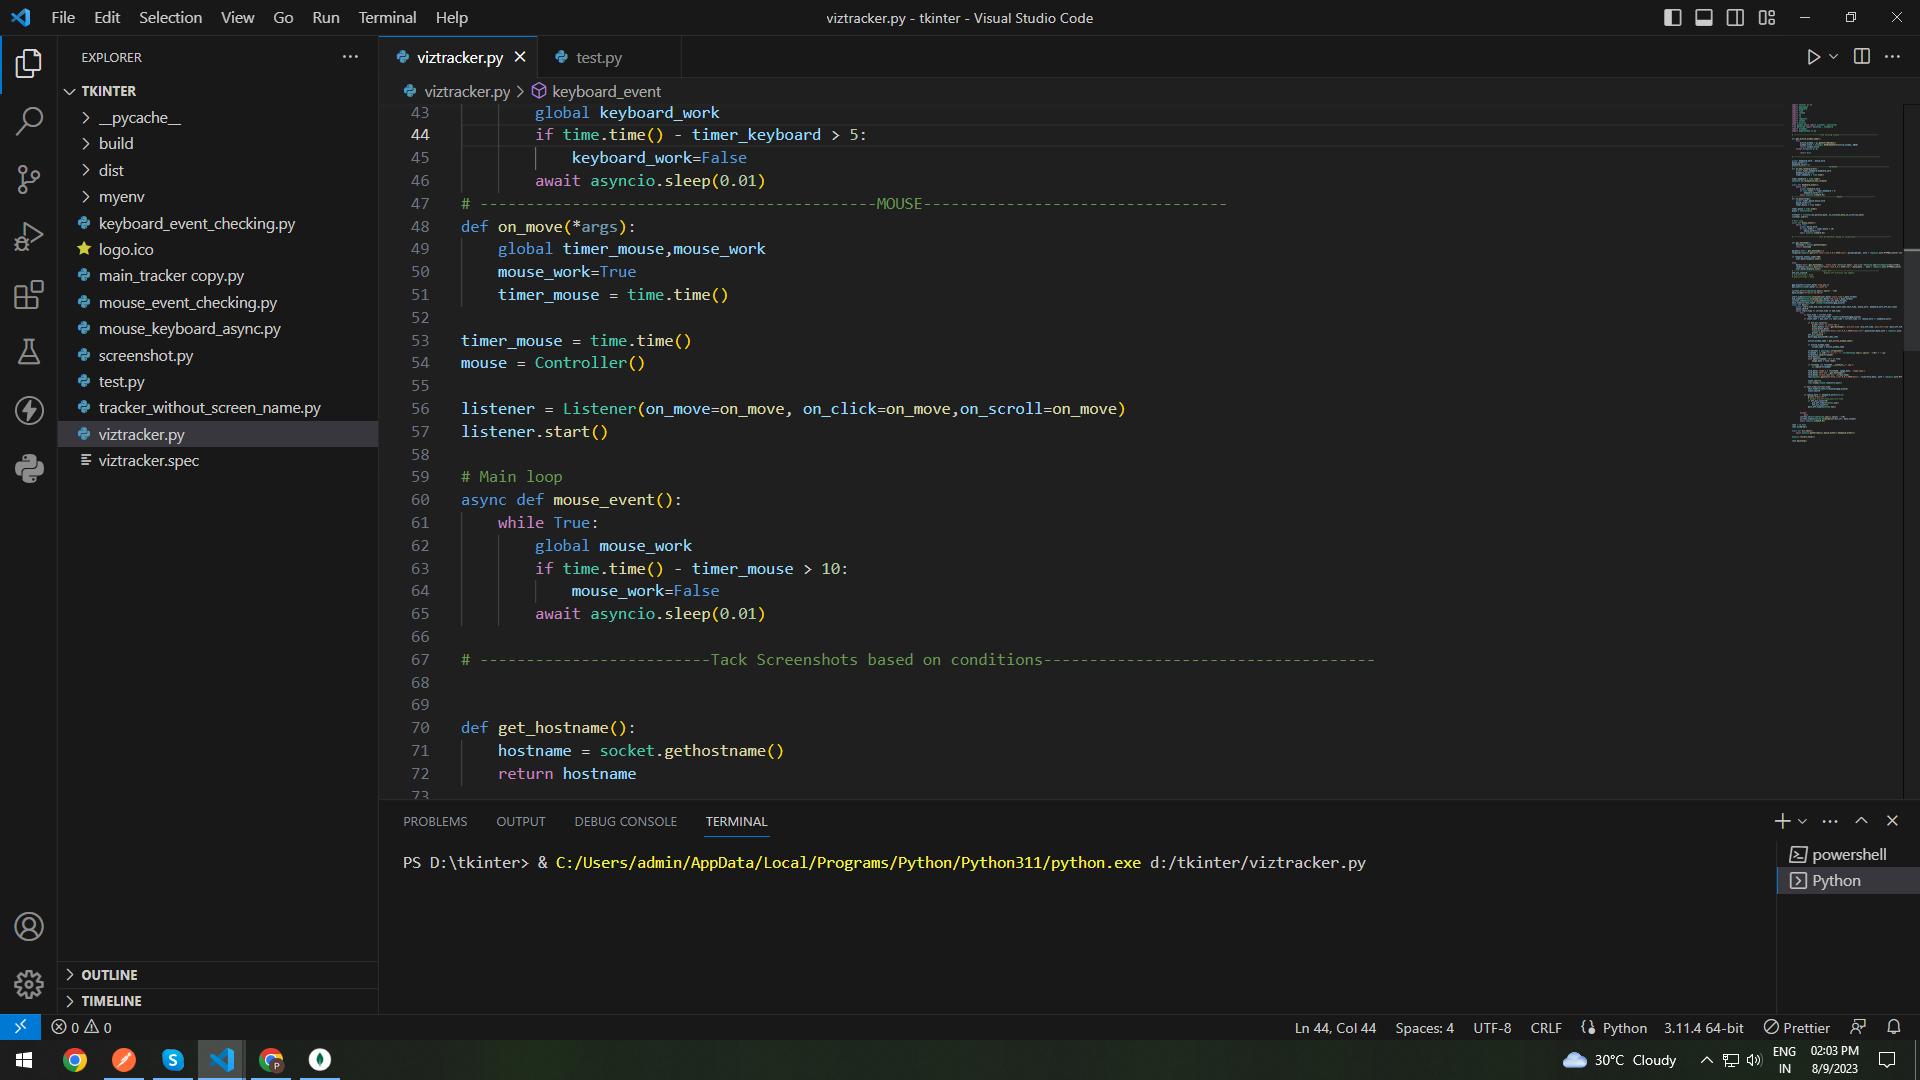 File Edit Selection View Go Run Terminal Help
viztracker.py - tkinter - Visual Studio Code
EXPLORER
TKINTER
__pycache__
build
dist
myenv
keyboard_event_checking.py
logo.ico
main_tracker copy.py
mouse_event_checking.py
mouse_keyboard_async.py
screenshot.py
test.py
tracker_without_screen_name.py
viztracker.py
viztracker.spec
OUTLINE
TIMELINE
viztracker.py test.py
viztracker.py > keyboard_event
43 global keyboard_work
44 if time.time() - timer_keyboard > 5:
45 keyboard_work=False
46 await asyncio.sleep(0.01)
47 # -------------------------------------------MOUSE---------------------------------
48 def on_move(*args):
49 global timer_mouse,mouse_work
50 mouse_work=True
51 timer_mouse = time.time()
52
53 timer_mouse = time.time()
54 mouse = Controller()
55
56 listener = Listener(on_move=on_move, on_click=on_move,on_scroll=on_move)
57 listener.start()
58
59 # Main loop
60 async def mouse_event():
61 while True:
62 global mouse_work
63 if time.time() - timer_mouse > 10:
64 mouse_work=False
65 await asyncio.sleep(0.01)
66
67 # -------------------------Tack Screenshots based on conditions------------------------------------
68
69
70 def get_hostname():
71 hostname = socket.gethostname()
72 return hostname
73
PROBLEMS OUTPUT DEBUG CONSOLE TERMINAL
PS D:\tkinter> & C:/Users/admin/AppData/Local/Programs/Python/Python311/python.exe d:/tkinter/viztracker.py
powershell
Python
0 0
Ln 44, Col 44 Spaces: 4 UTF-8 CRLF Python 3.11.4 64-bit Prettier
30°C Cloudy
ENG
IN
02:03 PM
8/9/2023